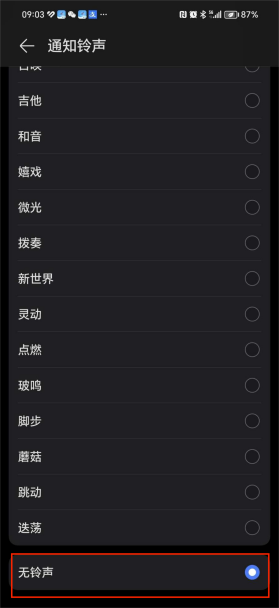 09:03
87%
通知铃声
吉他
和音
嬉戏
微光
拨奏
新世界
灵动
点燃
玻鸣
脚步
蘑菇
跳动
迭荡
无铃声